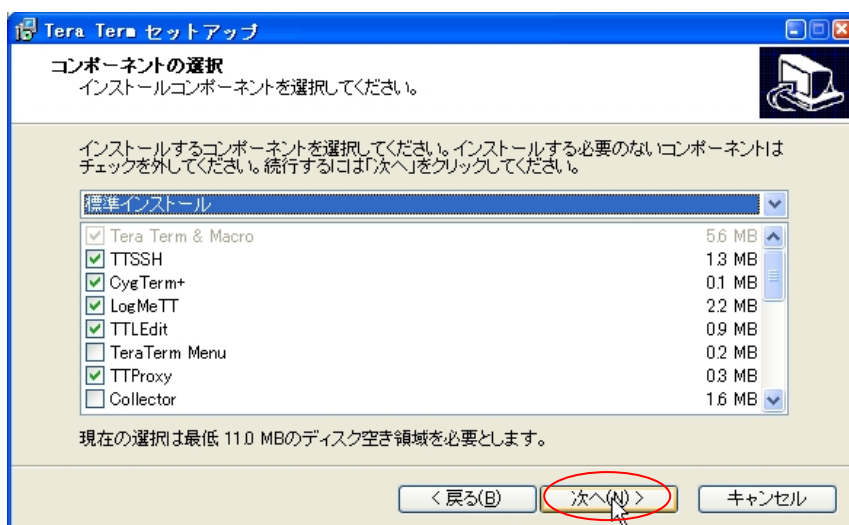 Tera Term セットアップ
コンポーネントの選択
インストールコンポーネントを選択してください。
インストールするコンポーネントを選択してください。インストールする必要のないコンポーネントは
チェックを外してください。続行するには「次へ」をクリックしてください。
標準インストール
Tera Term & Macro 5.6 MB
TTSSH 1.3 MB
CygTerm+ 0.1 MB
LogMeTT 2.2 MB
TTLEdit 0.9 MB
TeraTerm Menu 0.2 MB
TTProxy 0.3 MB
Collector 1.6 MB
現在の選択は最低 11.0 MBのディスク空き領域を必要とします。
< 戻る(B) 次へ(N) > キャンセル